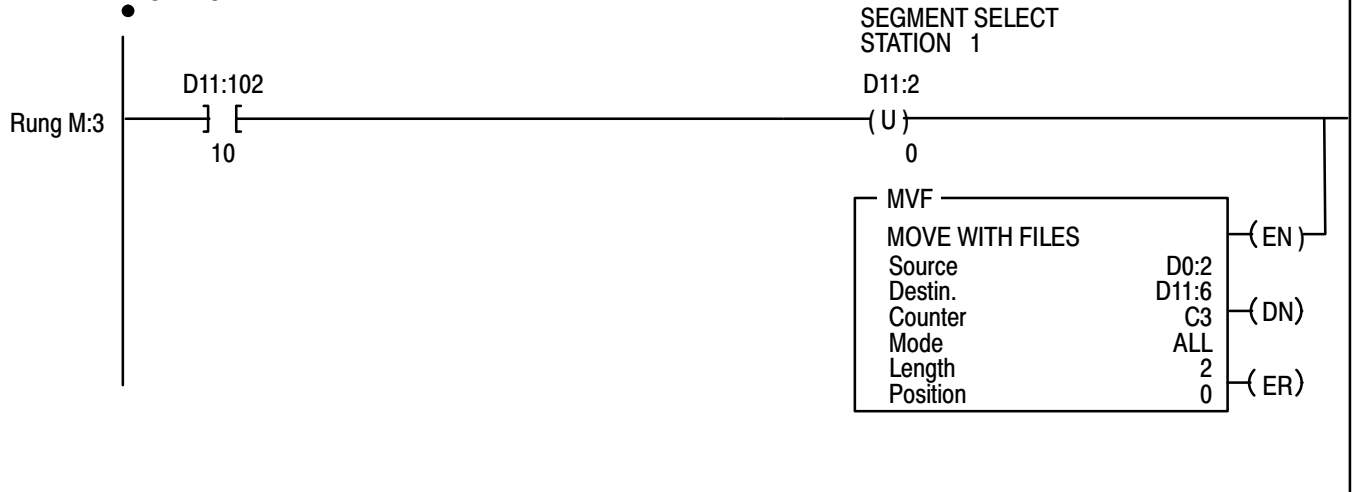 SEGMENT SELECT
STATION 1
D11:102
D11:2
Rung M:3
] [
( U )
10
0
MVF
MOVE WITH FILES
( EN )
Source D0:2
Destin. D11:6
Counter C3
( DN )
Mode ALL
Length 2
Position 0
( ER )